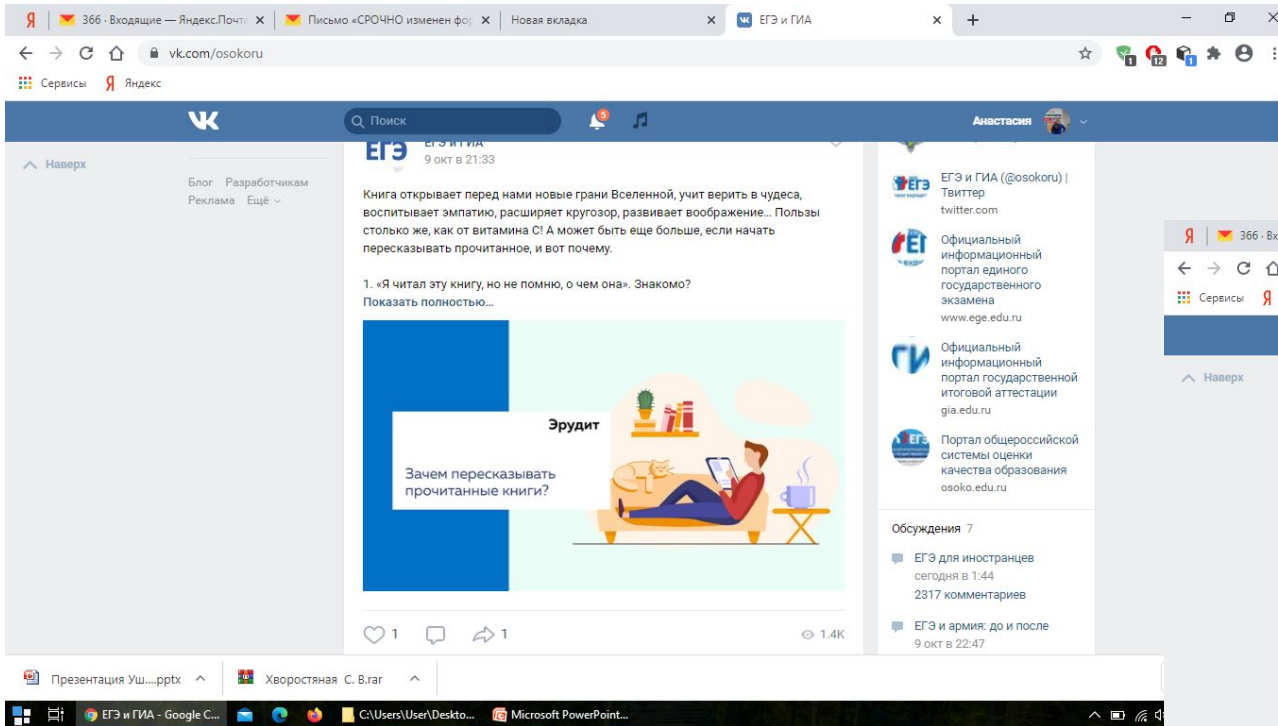 366 · Входящие — Яндекс.Почта
Письмо «СРОЧНО изменен фор
Новая вкладка
ЕГЭ и ГИА
vk.com/osokoru
1
12
1
Сервисы
Я Яндекс
Поиск
5
Анастасия
Наверх
Блог Разработчикам
Реклама Ещё
ЕГЭ
ЕГЭ и ГИА
9 окт в 21:33
Книга открывает перед нами новые грани Вселенной, учит верить в чудеса,
воспитывает эмпатию, расширяет кругозор, развивает воображение... Пользы
столько же, как от витамина С! А может быть еще больше, если начать
пересказывать прочитанное, и вот почему.
1. «Я читал эту книгу, но не помню, о чем она». Знакомо?
Показать полностью...
Эрудит
Зачем пересказывать
прочитанные книги?
1
1
1.4K
ЕГЭ и ГИА (@osokoru) |
Твиттер
twitter.com
Официальный
информационный
портал единого
государственного
экзамена
www.ege.edu.ru
Официальный
информационный
портал государственной
итоговой аттестации
gia.edu.ru
Портал общероссийской
системы оценки
качества образования
osoko.edu.ru
Обсуждения 7
ЕГЭ для иностранцев
сегодня в 1:44
2317 комментариев
ЕГЭ и армия: до и после
9 окт в 22:47
Я 366 · Вх
Сервисы Я
Наверх
Презентация Уш....pptx
Хворостяная С. В.rar
ЕГЭ и ГИА - Google C...
C:\Users\User\Deskto...
Microsoft PowerPoint...